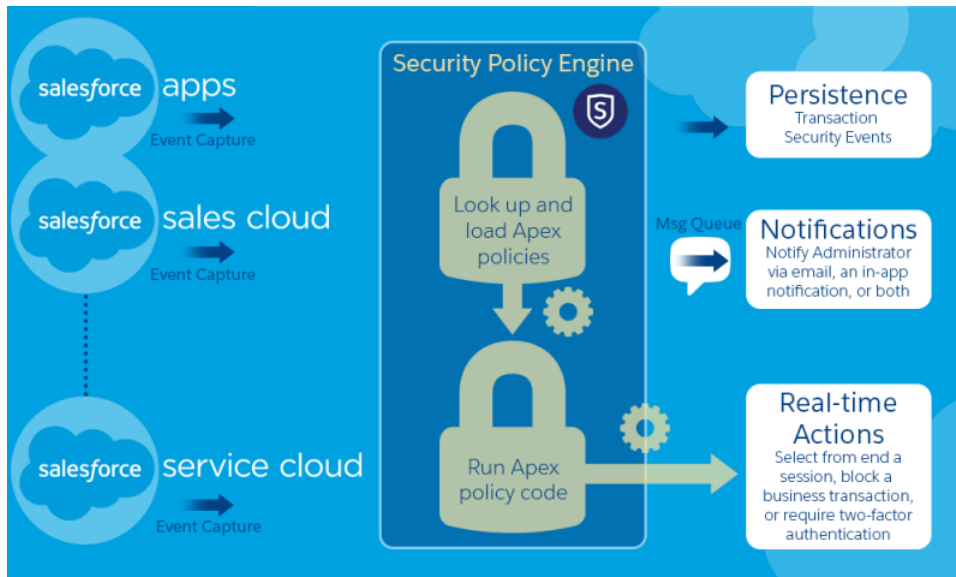 salesforce apps
Event Capture
salesforce sales cloud
Event Capture
salesforce service cloud
Event Capture
Security Policy Engine
S
Look up and
load Apex
policies
Run Apex
policy code
Persistence
Transaction
Security Events
Msg Queue
Notifications
Notify Administrator
via email, an in-app
notification, or both
Real-time
Actions
Select from end a
session, block a
business transaction,
or require two-factor
authentication